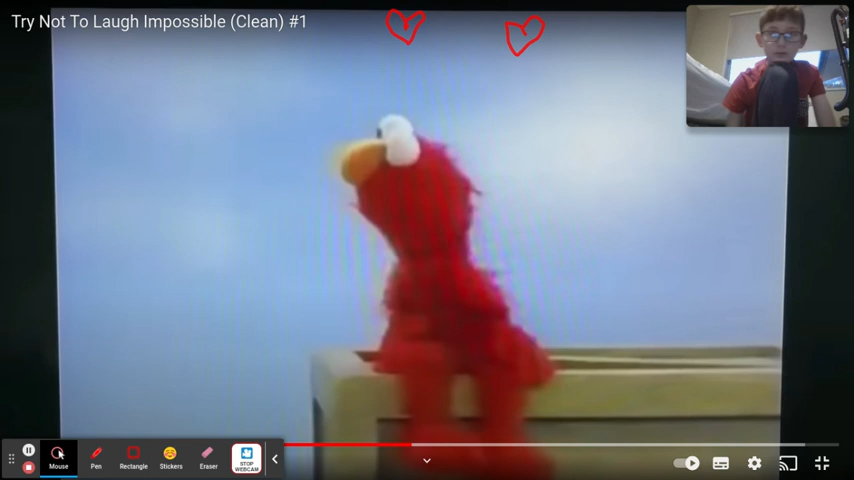 Try Not To Laugh Impossible (Clean) #1
Mouse
Pen
Rectangle
Stickers
Eraser
STOP
WEBCAM